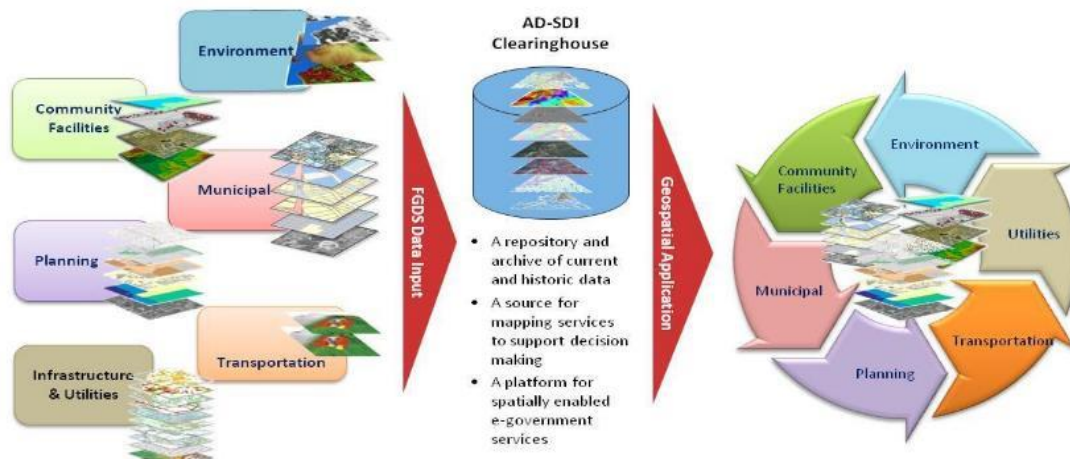 Environment
Community
Facilities
Municipal
Planning
Transportation
Infrastructure
& Utilities
FGDS Data Input
AD-SDI
Clearinghouse
• A repository and
archive of current
and historic data
• A source for
mapping services
to support decision
making
• A platform for
spatially enabled
e-government
services
Geospatial Application
Environment
Community
Facilities
Utilities
Municipal
Transportation
Planning